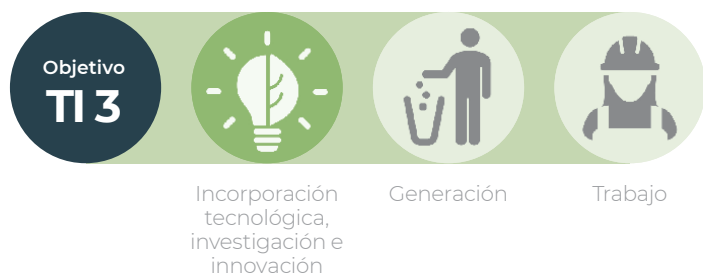 Objetivo
TI 3
Incorporación
tecnológica,
investigación e
innovación
Generación
Trabajo